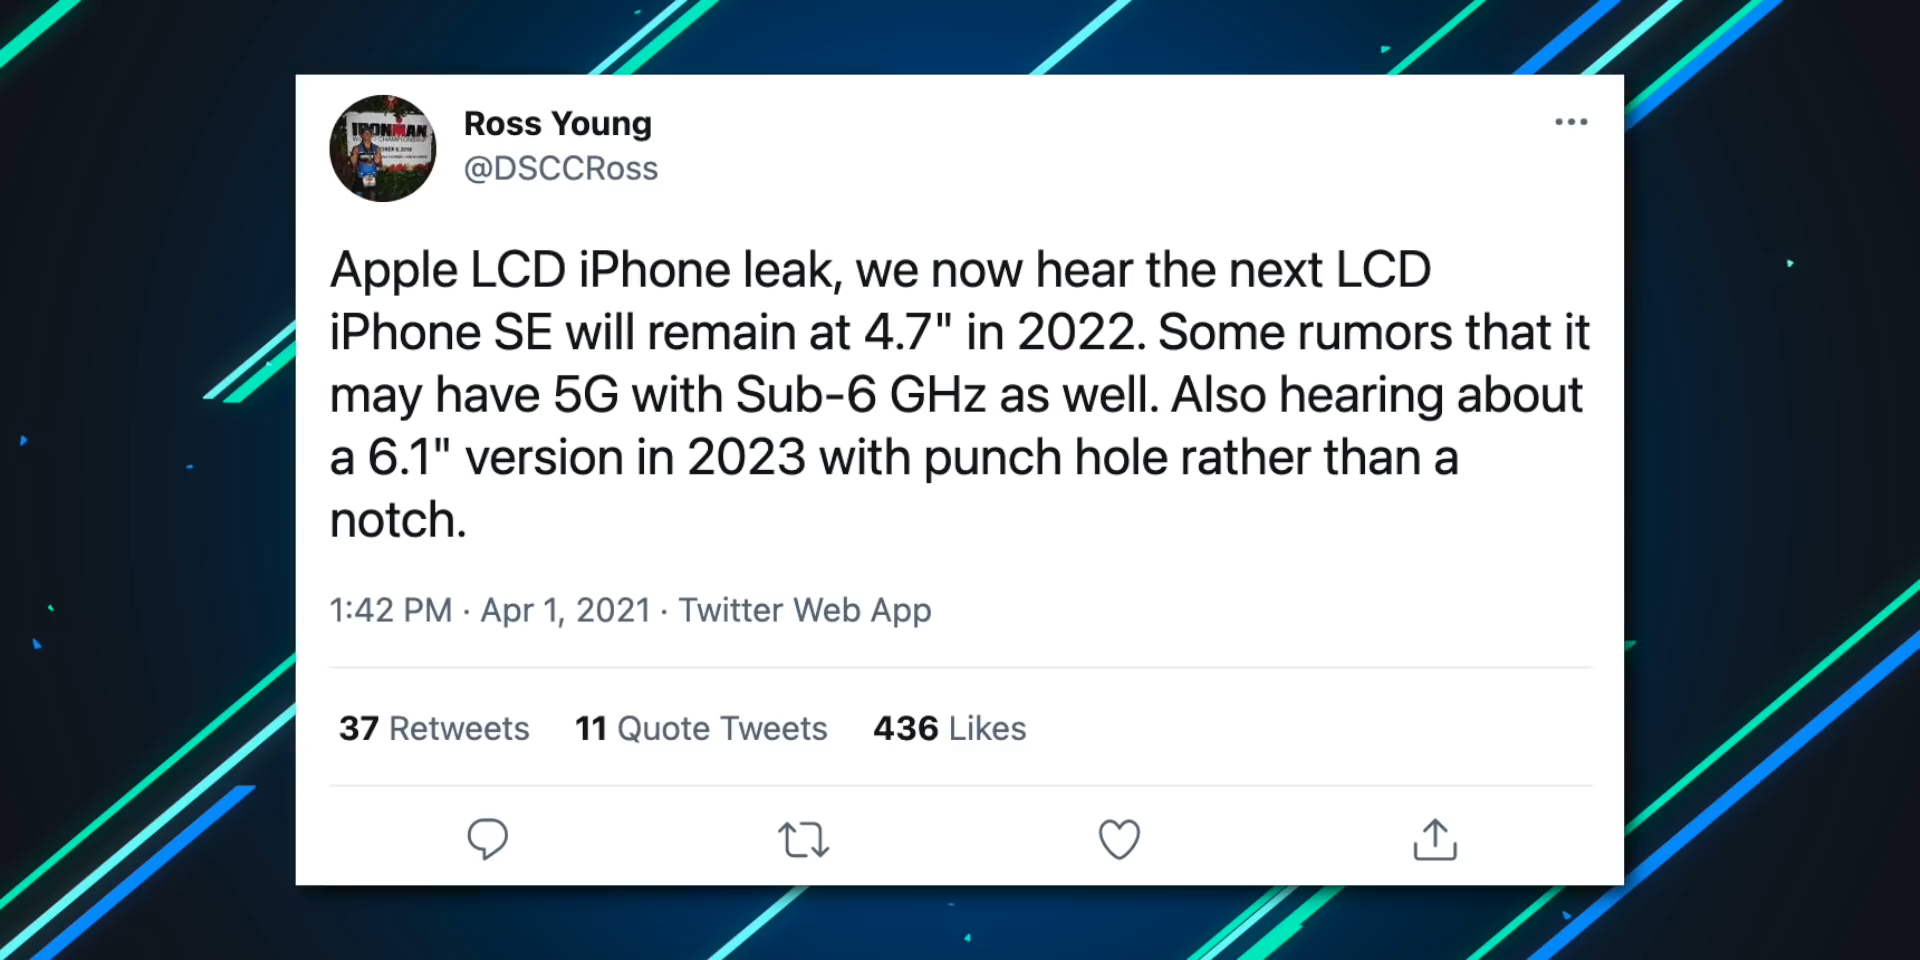 IRONMAN
Ross Young
@DSCCRoss
Apple LCD iPhone leak, we now hear the next LCD
iPhone SE will remain at 4.7" in 2022. Some rumors that it
may have 5G with Sub-6 GHz as well. Also hearing about
a 6.1" version in 2023 with punch hole rather than a
notch.
1:42 PM · Apr 1, 2021 · Twitter Web App
37 Retweets 11 Quote Tweets 436 Likes